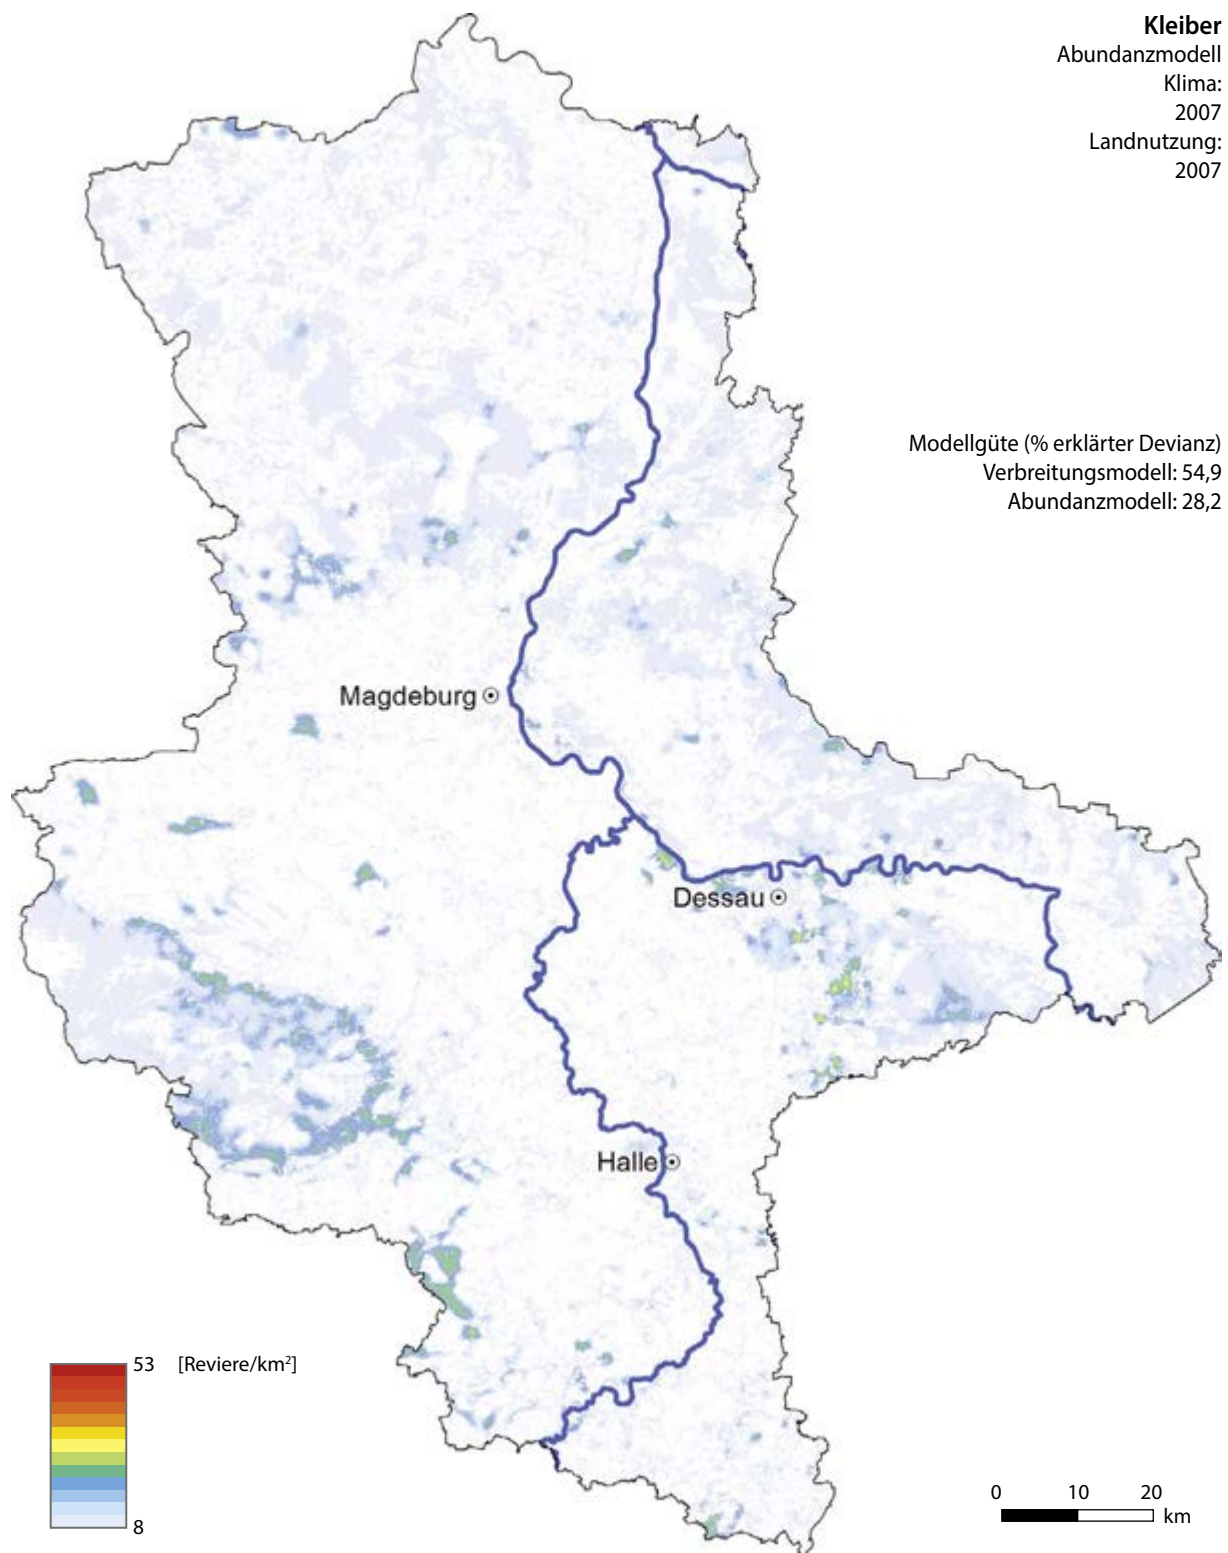 Kleiber
Abundanzmodell
Klima:
2007
Landnutzung:
2007
Modellgüte (% erklärter Devianz)
Verbreitungsmodell: 54,9
Abundanzmodell: 28,2
Magdeburg
Dessau
Halle
53 [Reviere/km²]
8
0 10 20
km